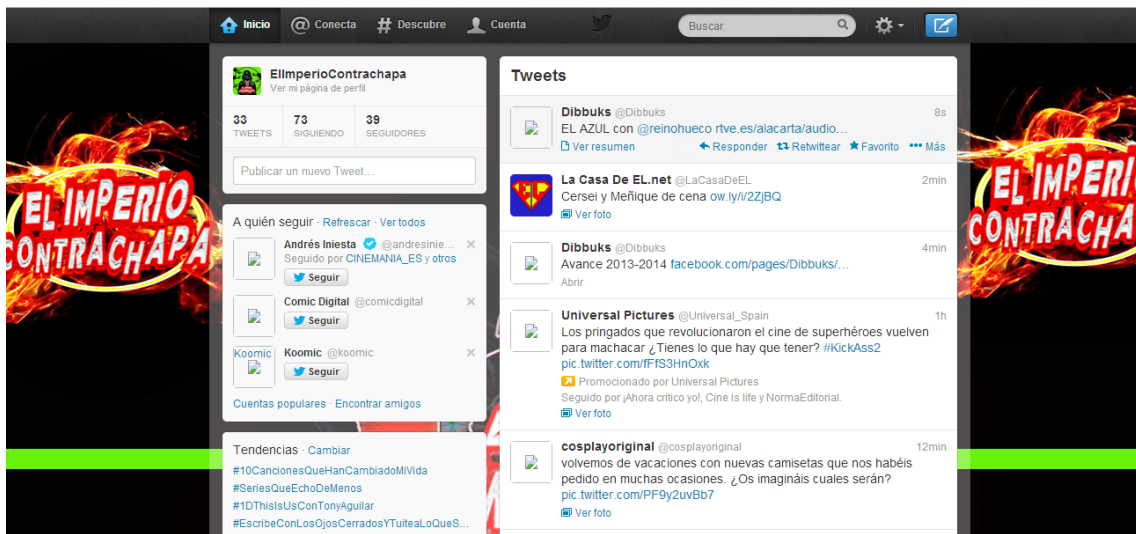 Inicio
Conecta
Descubre
Cuenta
Buscar
ElImperioContrachapa
Ver mi página de perfil
33 TWEETS
73 SIGUIENDO
39 SEGUIDORES
Publicar un nuevo Tweet...
A quién seguir · Refrescar · Ver todos
Andrés Iniesta @andresinie...
Seguido por CINEMANIA_ES y otros
Seguir
Comic Digital @comicdigital
Seguir
Koomic
Koomic @koomic
Seguir
Cuentas populares · Encontrar amigos
Tendencias · Cambiar
#10CancionesQueHanCambiadoMiVida
#SeriesQueEchoDeMenos
#1DThisIsUsConTonyAguilar
#EscribeConLosOjosCerradosYTuiteaLoQueS...
Tweets
Dibbuks @Dibbuks 8s
EL AZUL con @reinohueco rtve.es/alacarta/audio...
Ver resumen Responder Retwittear Favorito Más
La Casa De EL.net @LaCasaDeEL 2min
Cersei y Meñique de cena ow.ly/i/2ZjBQ
Ver foto
Dibbuks @Dibbuks 4min
Avance 2013-2014 facebook.com/pages/Dibbuks/...
Abrir
Universal Pictures @Universal_Spain 1h
Los pringados que revolucionaron el cine de superhéroes vuelven
para machacar ¿Tienes lo que hay que tener? #KickAss2
pic.twitter.com/fFfS3HnOxk
Promocionado por Universal Pictures
Seguido por ¡Ahora crítico yo!, Cine is life y NormaEditorial.
Ver foto
cosplayoriginal @cosplayoriginal 12min
volvemos de vacaciones con nuevas camisetas que nos habéis
pedido en muchas ocasiones. ¿Os imagináis cuales serán?
pic.twitter.com/PF9y2uvBb7
Ver foto
EL IMPERIO
CONTRACHAPA
EL IMPERI
CONTRACHA
EL